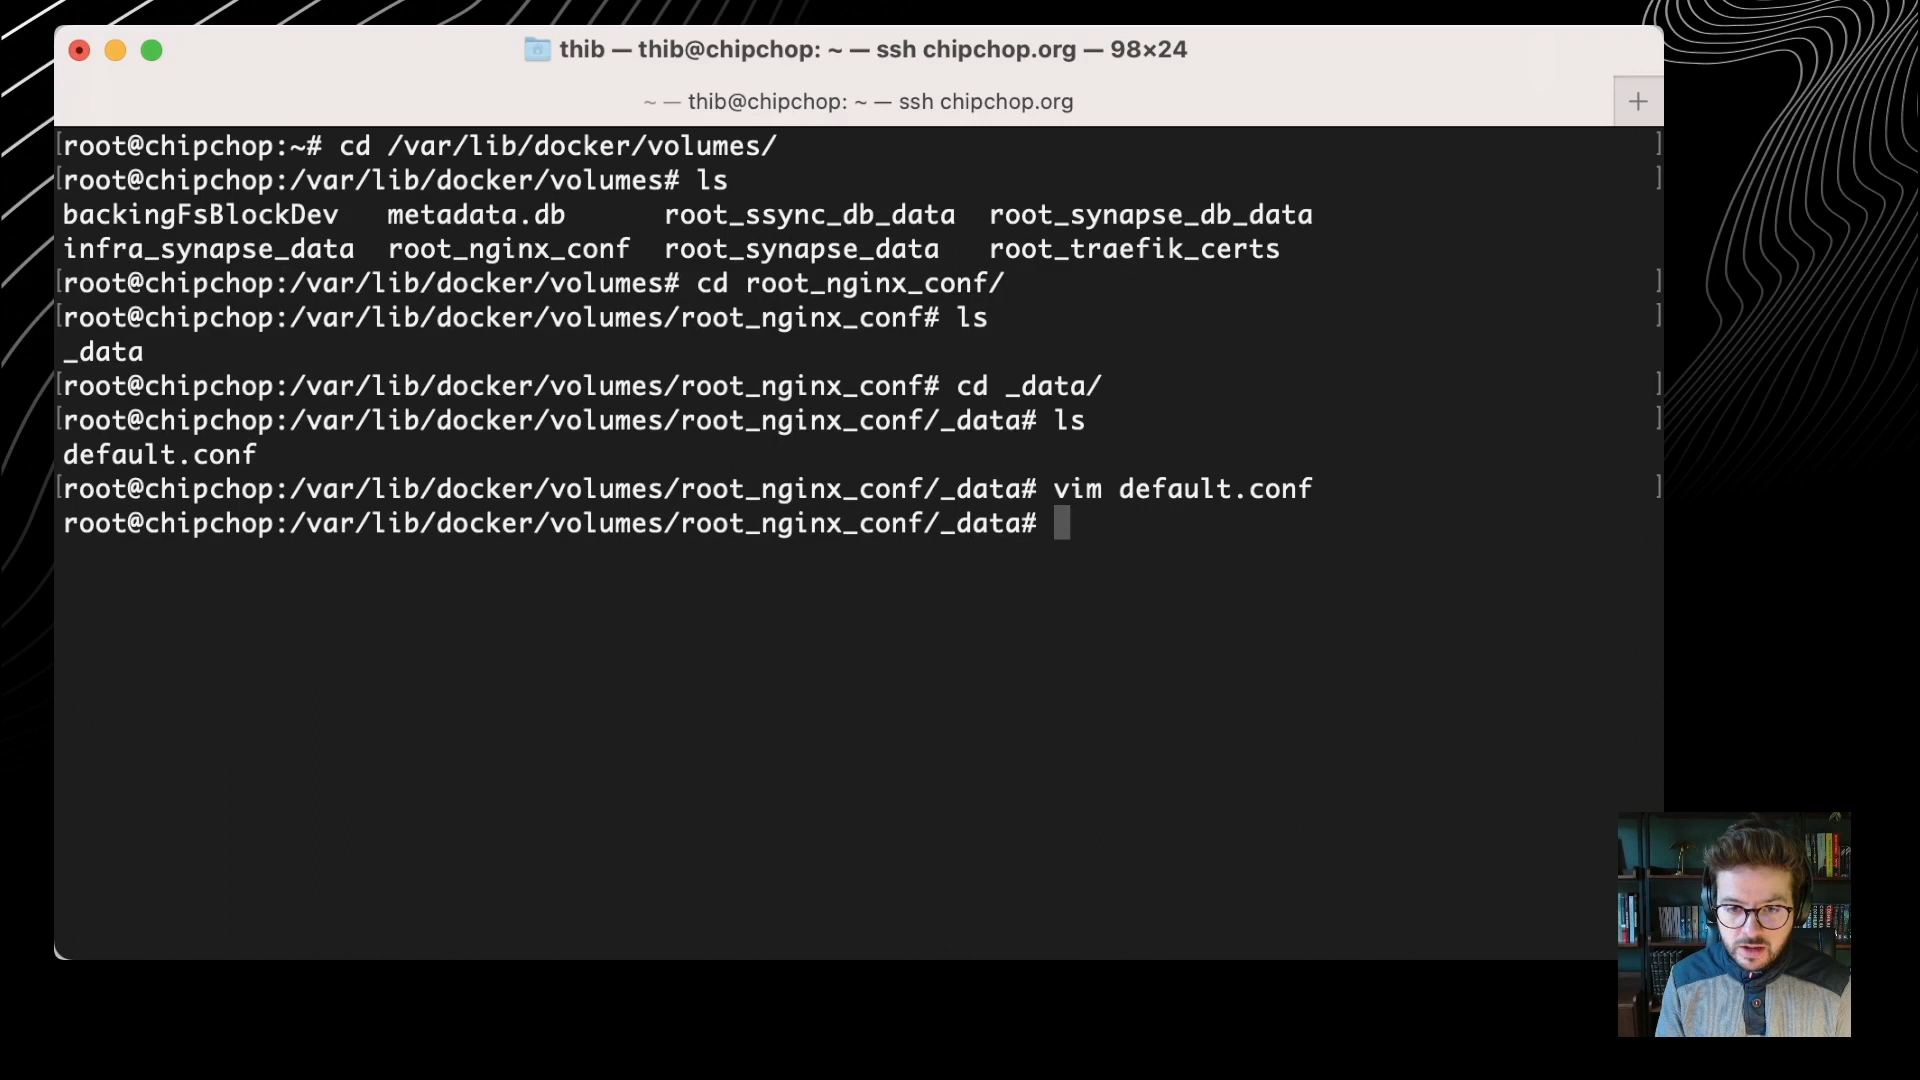 thib — thib@chipchop: ~ — ssh chipchop.org — 98×24
~ — thib@chipchop: ~ — ssh chipchop.org
[root@chipchop:~# cd /var/lib/docker/volumes/ ]
[root@chipchop:/var/lib/docker/volumes# ls ]
backingFsBlockDev metadata.db root_ssync_db_data root_synapse_db_data
infra_synapse_data root_nginx_conf root_synapse_data root_traefik_certs
[root@chipchop:/var/lib/docker/volumes# cd root_nginx_conf/ ]
[root@chipchop:/var/lib/docker/volumes/root_nginx_conf# ls ]
_data
[root@chipchop:/var/lib/docker/volumes/root_nginx_conf# cd _data/ ]
[root@chipchop:/var/lib/docker/volumes/root_nginx_conf/_data# ls ]
default.conf
[root@chipchop:/var/lib/docker/volumes/root_nginx_conf/_data# vim default.conf ]
root@chipchop:/var/lib/docker/volumes/root_nginx_conf/_data#